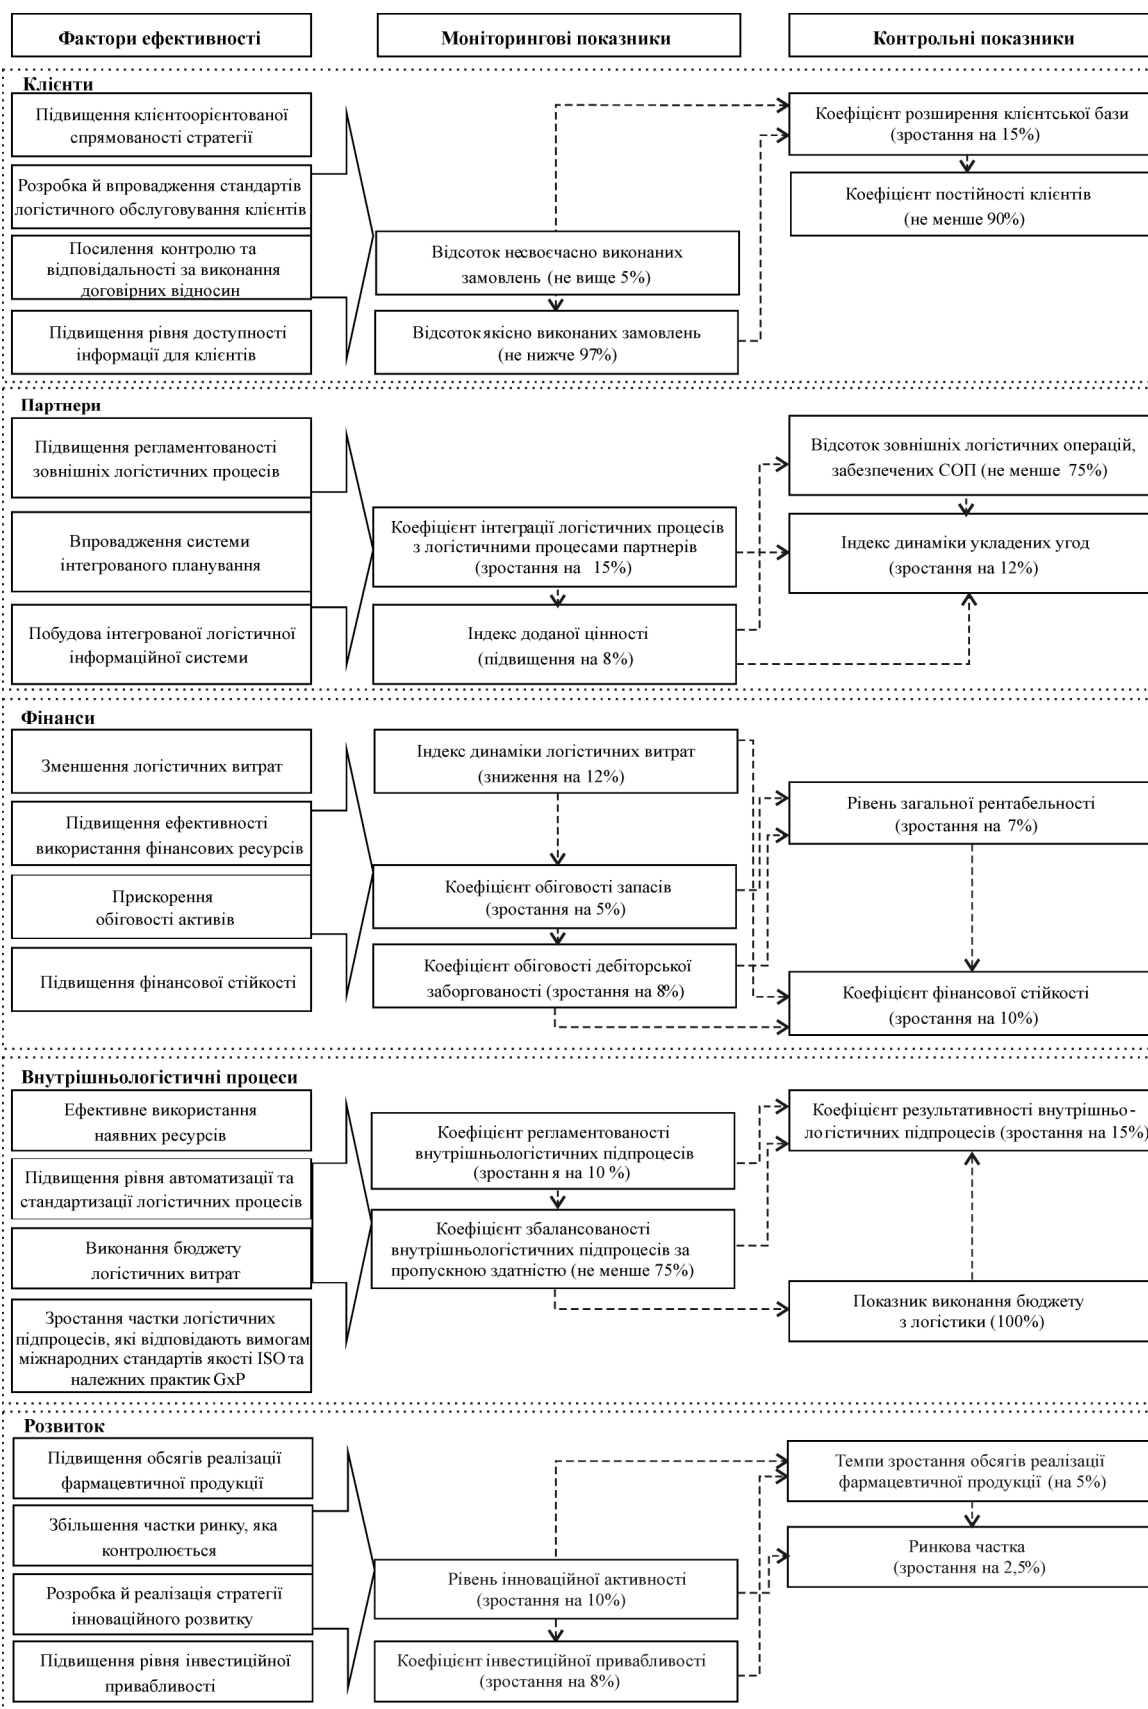 Фактори ефективності
Моніторингові показники
Контрольні показники
Клієнти
Підвищення клієнтоорієнтованої
спрямованості стратегії
Розробка й впровадження стандартів
логістичного обслуговування клієнтів
Посилення контролю та
відповідальності за виконання
договірних відносин
Підвищення рівня доступності
інформації для клієнтів
Відсоток несвоєчасно виконаних
замовлень (не вище 5%)
Відсоток якісно виконаних замовлень
(не нижче 97%)
Коефіцієнт розширення клієнтської бази
(зростання на 15%)
Коефіцієнт постійності клієнтів
(не менше 90%)
Партнери
Підвищення регламентованості
зовнішніх логістичних процесів
Впровадження системи
інтегрованого планування
Побудова інтегрованої логістичної
інформаційної системи
Коефіцієнт інтеграції логістичних процесів
з логістичними процесами партнерів
(зростання на 15%)
Індекс доданої цінності
(підвищення на 8%)
Відсоток зовнішніх логістичних операцій,
забезпечених СОП (не менше 75%)
Індекс динаміки укладених угод
(зростання на 12%)
Фінанси
Зменшення логістичних витрат
Підвищення ефективності
використання фінансових ресурсів
Прискорення
обіговості активів
Підвищення фінансової стійкості
Індекс динаміки логістичних витрат
(зниження на 12%)
Коефіцієнт обіговості запасів
(зростання на 5%)
Коефіцієнт обіговості дебіторської
заборгованості (зростання на 8%)
Рівень загальної рентабельності
(зростання на 7%)
Коефіцієнт фінансової стійкості
(зростання на 10%)
Внутрішньологістичні процеси
Ефективне використання
наявних ресурсів
Підвищення рівня автоматизації та
стандартизації логістичних процесів
Виконання бюджету
логістичних витрат
Зростання частки логістичних
підпроцесів, які відповідають вимогам
міжнародних стандартів якості ISO та
належних практик GxP
Коефіцієнт регламентованості
внутрішньологістичних підпроцесів
(зростання на 10 %)
Коефіцієнт збалансованості
внутрішньологістичних підпроцесів за
пропускною здатністю (не менше 75%)
Коефіцієнт результативності внутрішньо-
логістичних підпроцесів (зростання на 15%)
Показник виконання бюджету
з логістики (100%)
Розвиток
Підвищення обсягів реалізації
фармацевтичної продукції
Збільшення частки ринку, яка
контролюється
Розробка й реалізація стратегії
інноваційного розвитку
Підвищення рівня інвестиційної
привабливості
Рівень інноваційної активності
(зростання на 10%)
Коефіцієнт інвестиційної привабливості
(зростання на 8%)
Темпи зростання обсягів реалізації
фармацевтичної продукції (на 5%)
Ринкова частка
(зростання на 2,5%)